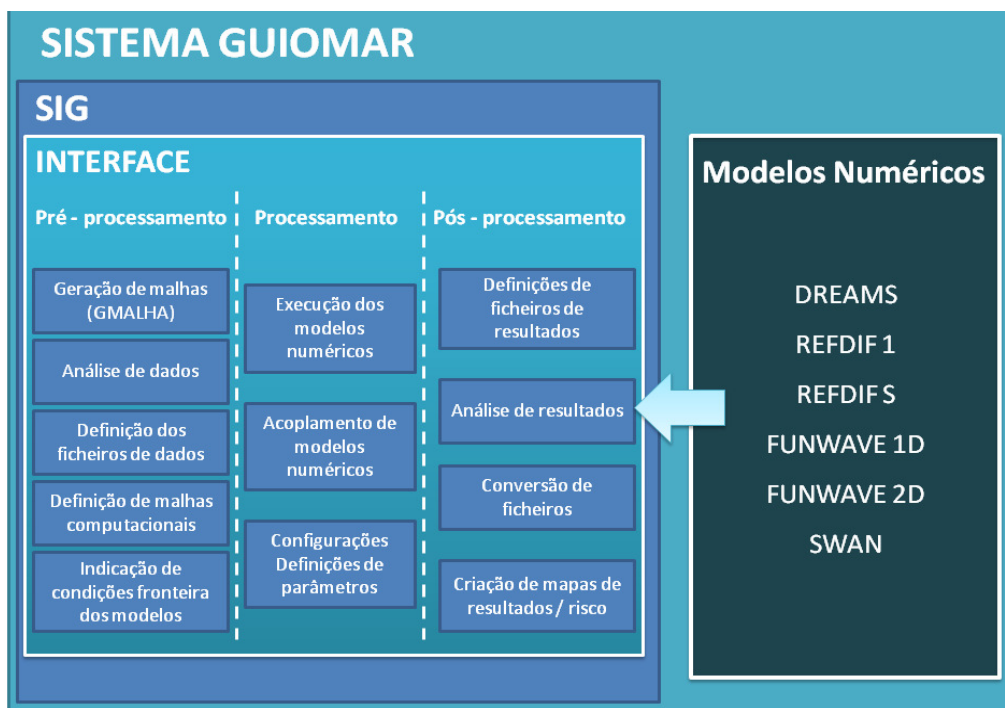 SISTEMA GUIOMAR
SIG
INTERFACE
Pré - processamento
Geração de malhas
(GMALHA)
Análise de dados
Definição dos
ficheiros de dados
Definição de malhas
computacionais
Indicação de
condições fronteira
dos modelos
Processamento
Execução dos
modelos
numéricos
Acoplamento de
modelos
numéricos
Configurações
Definições de
parâmetros
Pós - processamento
Definições de
ficheiros de
resultados
Análise de resultados
Conversão de
ficheiros
Criação de mapas de
resultados / risco
Modelos Numéricos
DREAMS
REFDIF 1
REFDIF S
FUNWAVE 1D
FUNWAVE 2D
SWAN